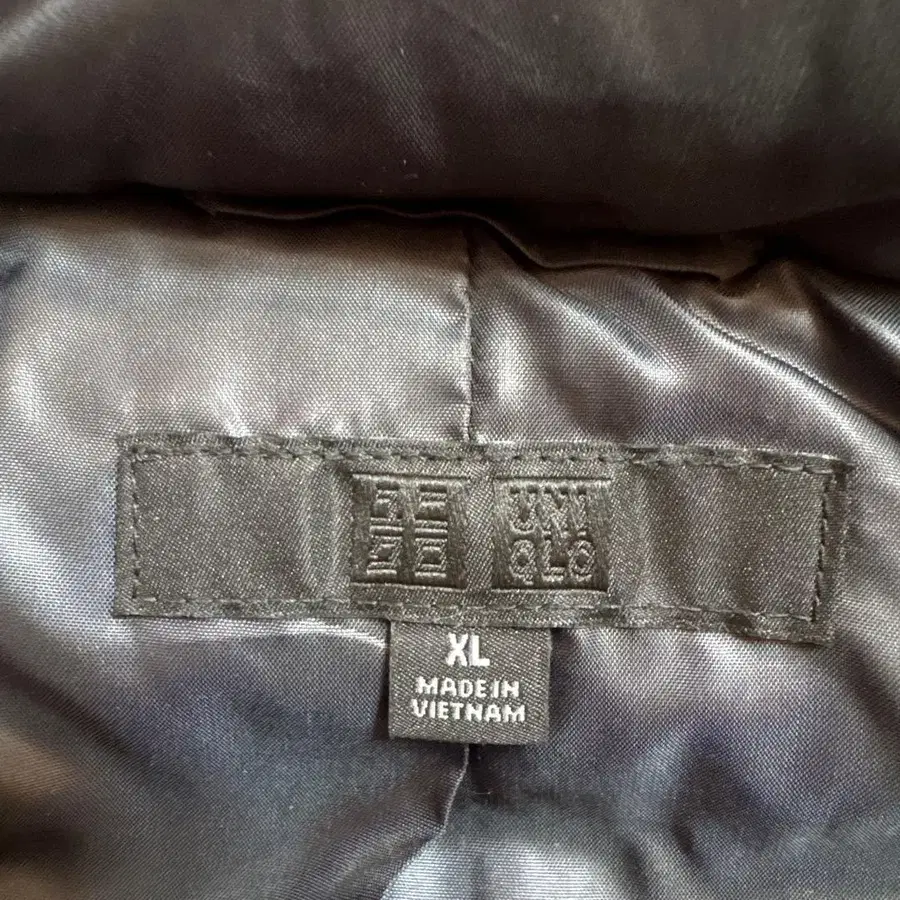 ユニ UNI
クロ QLO
XL
MADE IN
VIETNAM